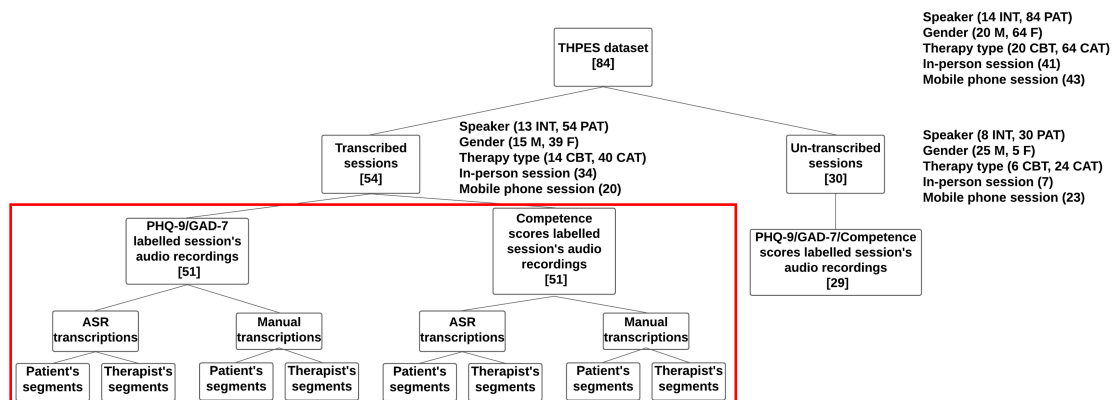 Speaker (14 INT, 84 PAT)
Gender (20 M, 64 F)
Therapy type (20 CBT, 64 CAT)
In-person session (41)
Mobile phone session (43)
THPES dataset
[84]
Speaker (13 INT, 54 PAT)
Gender (15 M, 39 F)
Therapy type (14 CBT, 40 CAT)
In-person session (34)
Mobile phone session (20)
Transcribed
sessions
[54]
Un-transcribed
sessions
[30]
Speaker (8 INT, 30 PAT)
Gender (25 M, 5 F)
Therapy type (6 CBT, 24 CAT)
In-person session (7)
Mobile phone session (23)
PHQ-9/GAD-7
labelled session's
audio recordings
[51]
Competence
scores labelled
session's audio
recordings
[51]
PHQ-9/GAD-7/Competence
scores labelled session's
audio recordings
[29]
ASR
transcriptions
Manual
transcriptions
ASR
transcriptions
Manual
transcriptions
Patient's
segments
Therapist's
segments
Patient's
segments
Therapist's
segments
Patient's
segments
Therapist's
segments
Patient's
segments
Therapist's
segments